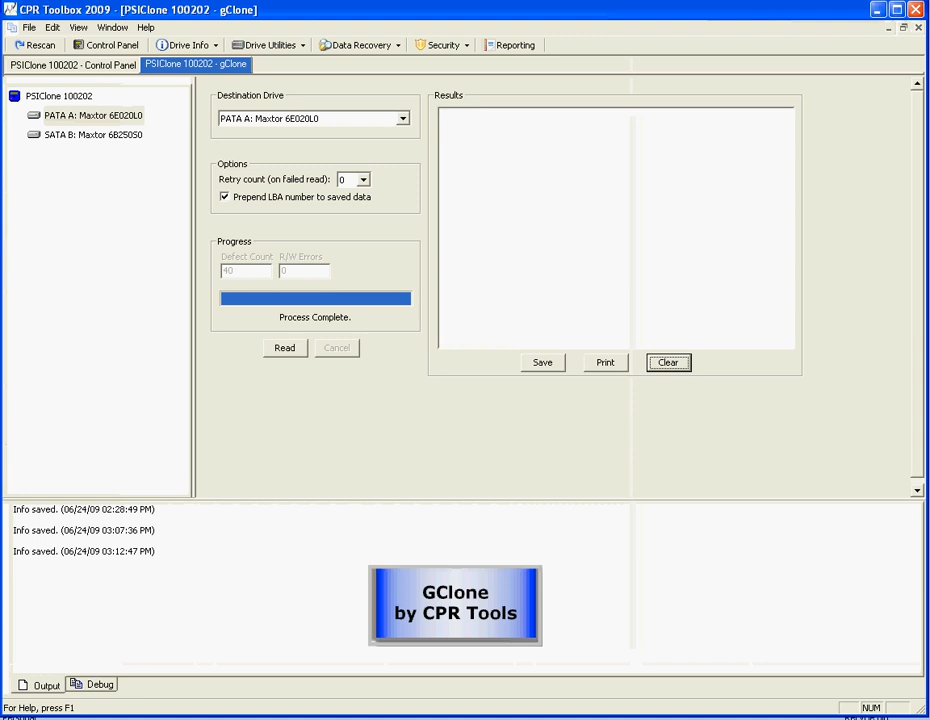 CPR Toolbox 2009 - [PSIClone 100202 - gClone]
File Edit View Window Help
Rescan Control Panel Drive Info Drive Utilities Data Recovery Security Reporting
PSIClone 100202 - Control Panel PSIClone 100202 - gClone
PSIClone 100202
PATA A: Maxtor 6E020L0
SATA B: Maxtor 6B250S0
Destination Drive
PATA A: Maxtor 6E020L0
Options
Retry count (on failed read): 0
Prepend LBA number to saved data
Progress
Defect Count R/W Errors
40 0
Process Complete.
Read Cancel
Results
Save Print Clear
Info saved. (06/24/09 02:28:49 PM)
Info saved. (06/24/09 03:07:36 PM)
Info saved. (06/24/09 03:12:47 PM)
GClone
by CPR Tools
Output Debug
For Help, press F1
NUM